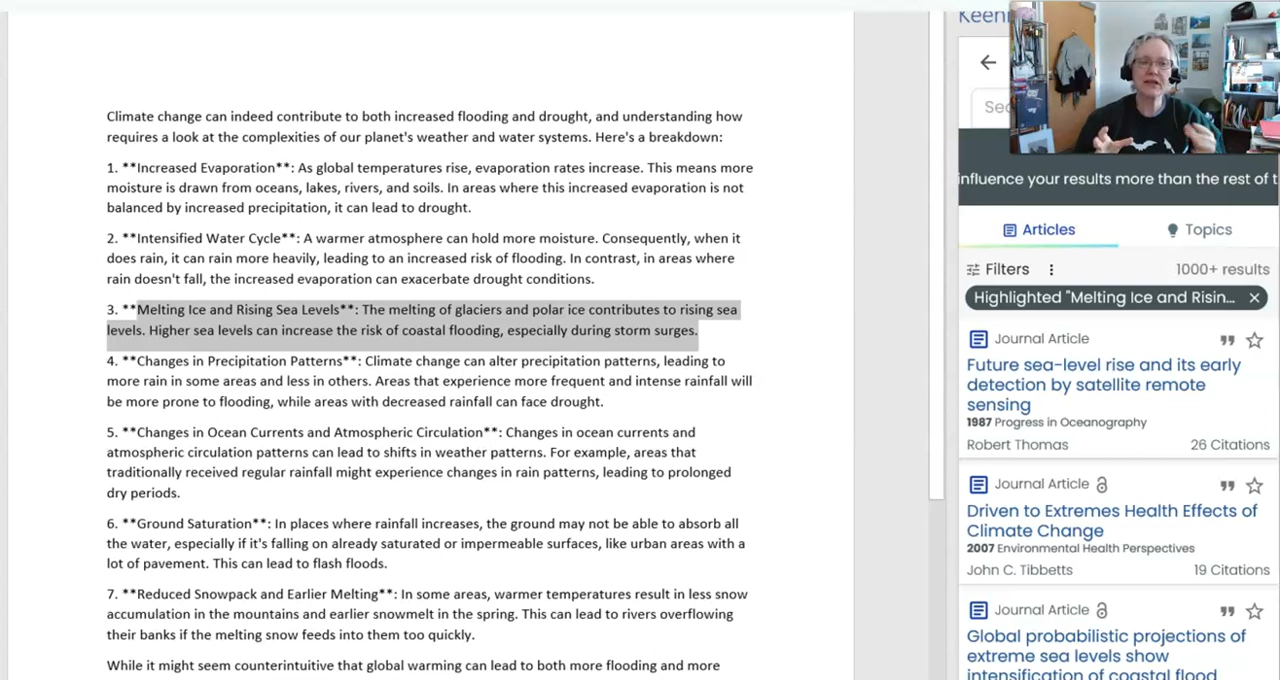 Climate change can indeed contribute to both increased flooding and drought, and understanding how
requires a look at the complexities of our planet's weather and water systems. Here's a breakdown:
1. **Increased Evaporation**: As global temperatures rise, evaporation rates increase. This means more
moisture is drawn from oceans, lakes, rivers, and soils. In areas where this increased evaporation is not
balanced by increased precipitation, it can lead to drought.
2. **Intensified Water Cycle**: A warmer atmosphere can hold more moisture. Consequently, when it
does rain, it can rain more heavily, leading to an increased risk of flooding. In contrast, in areas where
rain doesn't fall, the increased evaporation can exacerbate drought conditions.
3. **Melting Ice and Rising Sea Levels**: The melting of glaciers and polar ice contributes to rising sea
levels. Higher sea levels can increase the risk of coastal flooding, especially during storm surges.
4. **Changes in Precipitation Patterns**: Climate change can alter precipitation patterns, leading to
more rain in some areas and less in others. Areas that experience more frequent and intense rainfall will
be more prone to flooding, while areas with decreased rainfall can face drought.
5. **Changes in Ocean Currents and Atmospheric Circulation**: Changes in ocean currents and
atmospheric circulation patterns can lead to shifts in weather patterns. For example, areas that
traditionally received regular rainfall might experience changes in rain patterns, leading to prolonged
dry periods.
6. **Ground Saturation**: In places where rainfall increases, the ground may not be able to absorb all
the water, especially if it's falling on already saturated or impermeable surfaces, like urban areas with a
lot of pavement. This can lead to flash floods.
7. **Reduced Snowpack and Earlier Melting**: In some areas, warmer temperatures result in less snow
accumulation in the mountains and earlier snowmelt in the spring. This can lead to rivers overflowing
their banks if the melting snow feeds into them too quickly.
While it might seem counterintuitive that global warming can lead to both more flooding and more
Keen
Sea
influence your results more than the rest of t
Articles
Topics
Filters
1000+ results
Highlighted "Melting Ice and Risin...
Journal Article
Future sea-level rise and its early
detection by satellite remote
sensing
1987 Progress in Oceanography
Robert Thomas 26 Citations
Journal Article
Driven to Extremes Health Effects of
Climate Change
2007 Environmental Health Perspectives
John C. Tibbetts 19 Citations
Journal Article
Global probabilistic projections of
extreme sea levels show
intensification of coastal flood